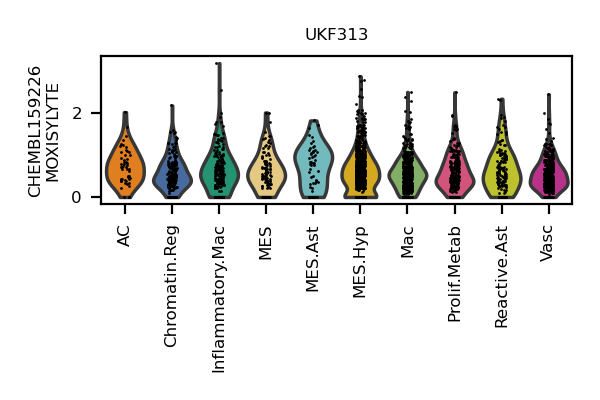 UKF313
CHEMBL159226
MOXISYLYTE
2
0
AC
Chromatin.Reg
Inflammatory.Mac
MES
MES.Ast
MES.Hyp
Mac
Prolif.Metab
Reactive.Ast
Vasc